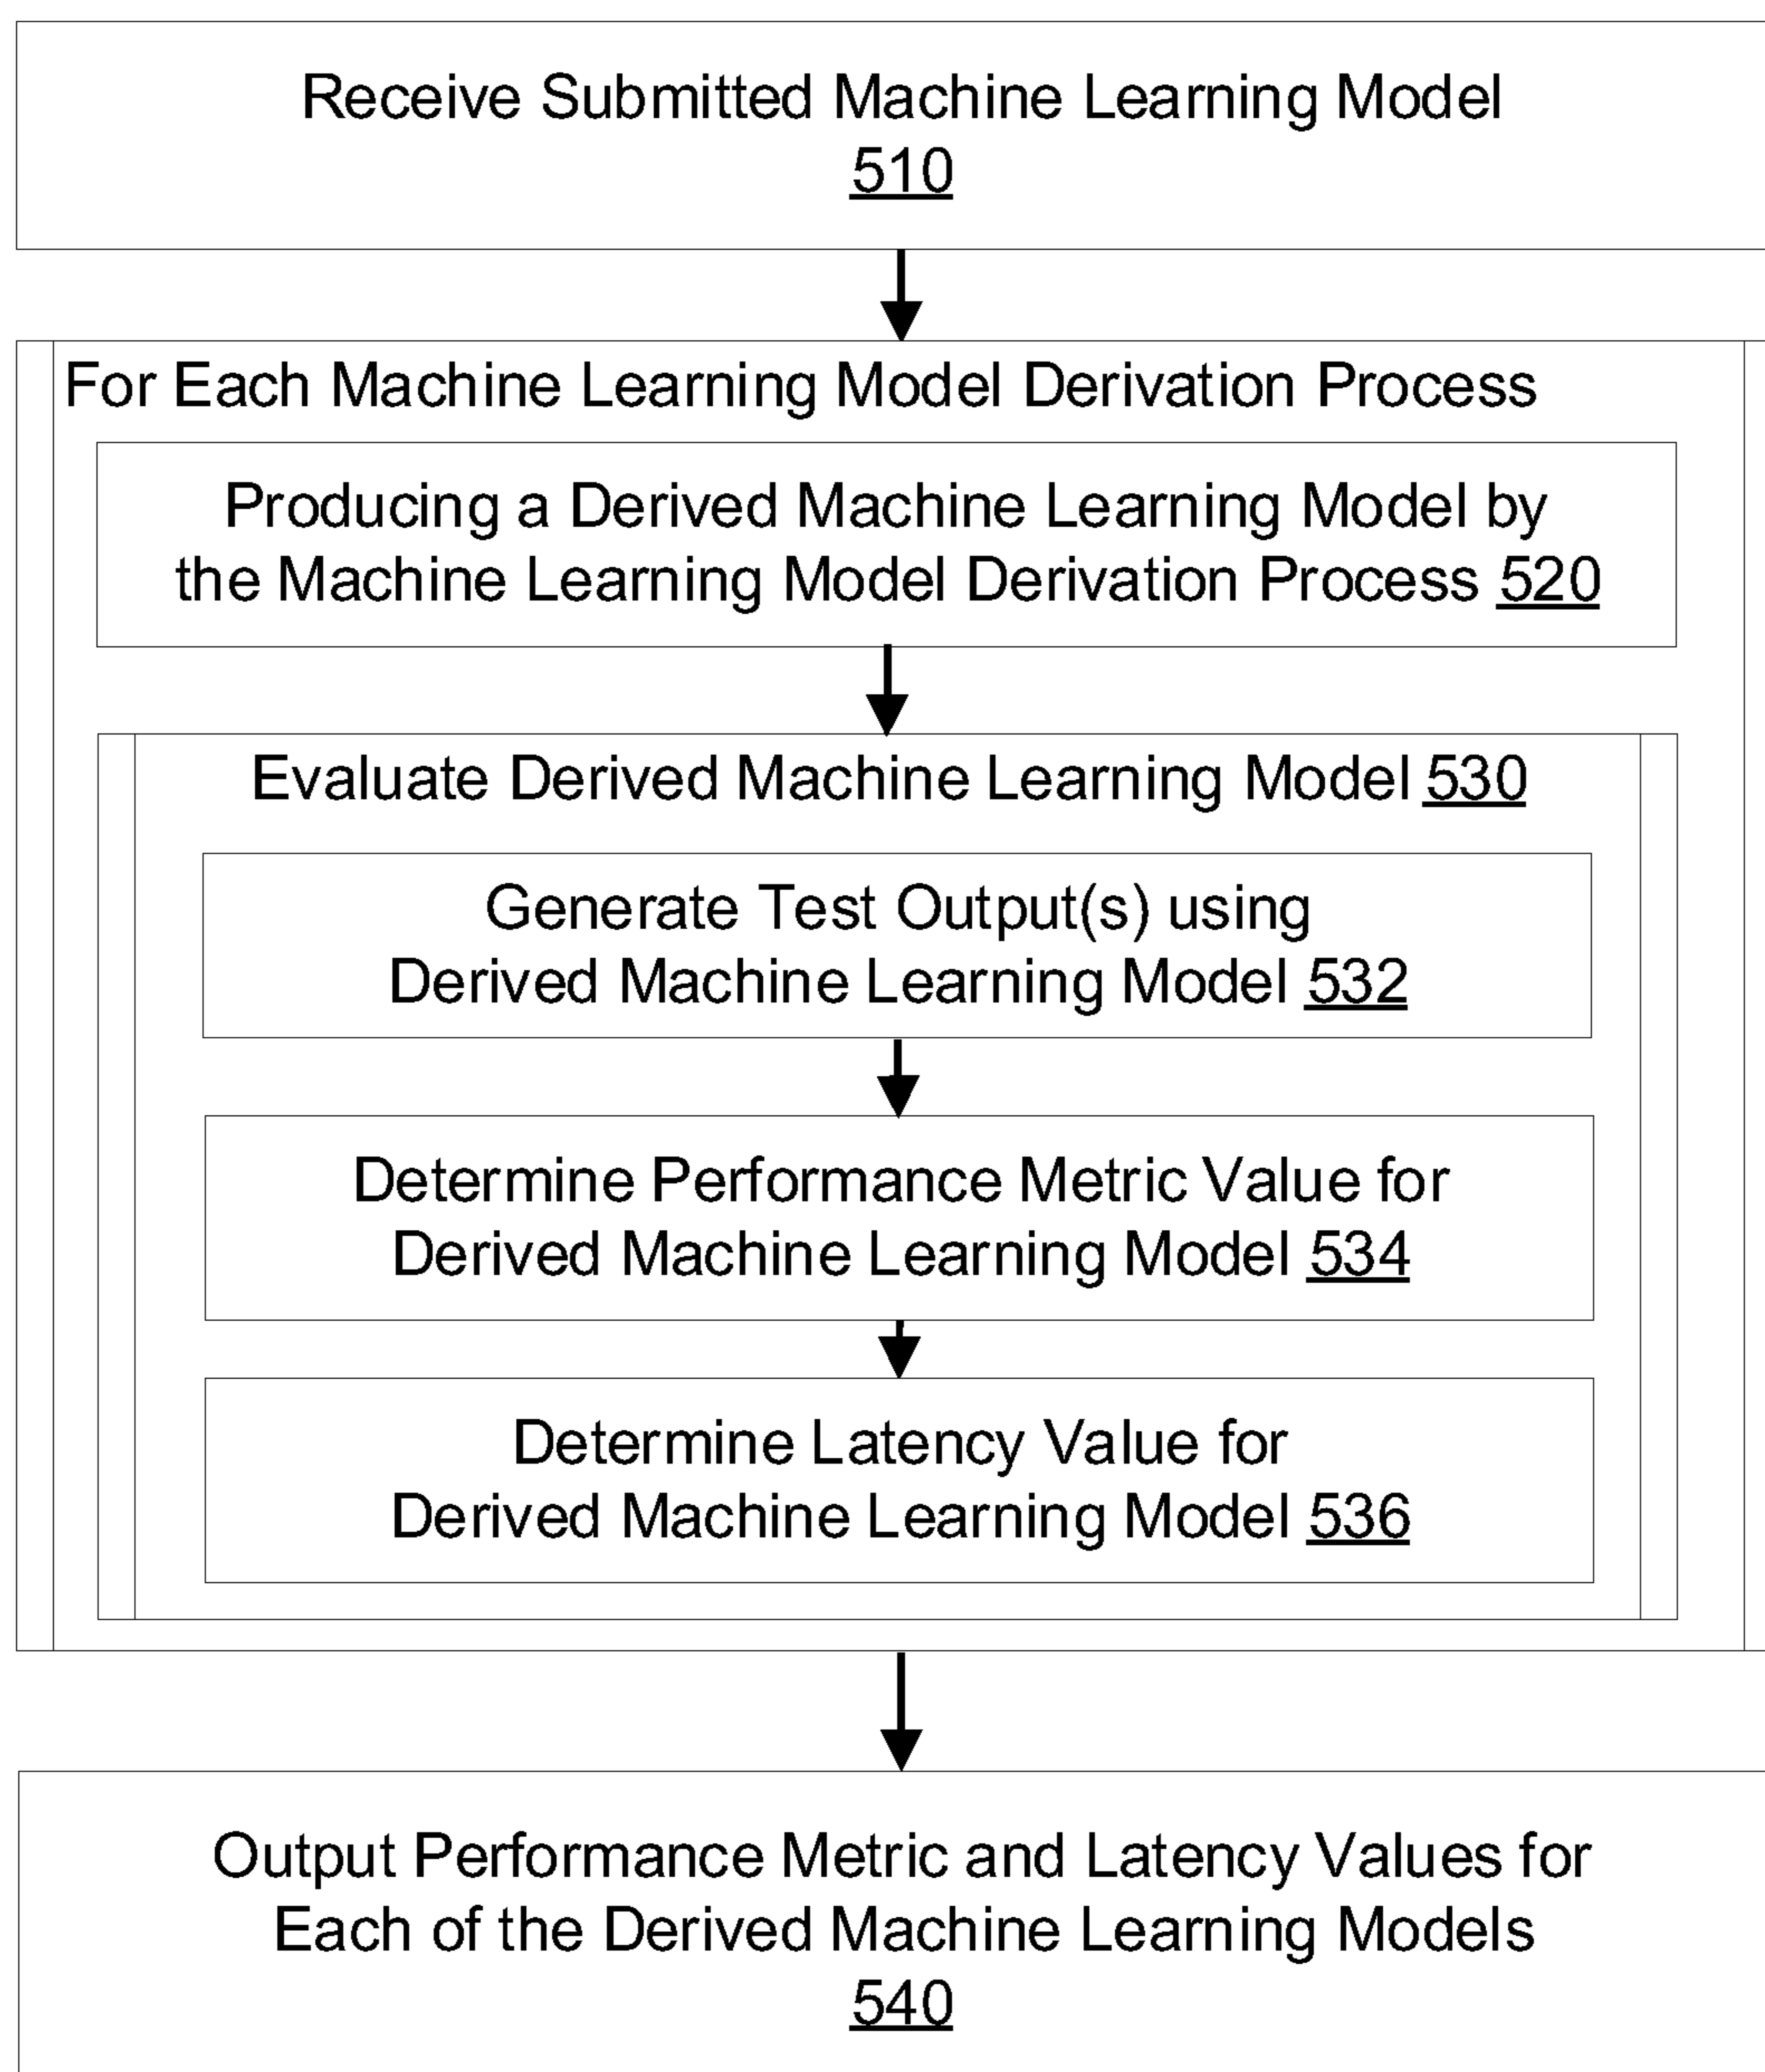 Receive Submitted Machine Learning Model
510
For Each Machine Learning Model Derivation Process
Producing a Derived Machine Learning Model by
the Machine Learning Model Derivation Process 520
Evaluate Derived Machine Learning Model 530
Generate Test Output(s) using
Derived Machine Learning Model 532
Determine Performance Metric Value for
Derived Machine Learning Model 534
Determine Latency Value for
Derived Machine Learning Model 536
Output Performance Metric and Latency Values for
Each of the Derived Machine Learning Models
540